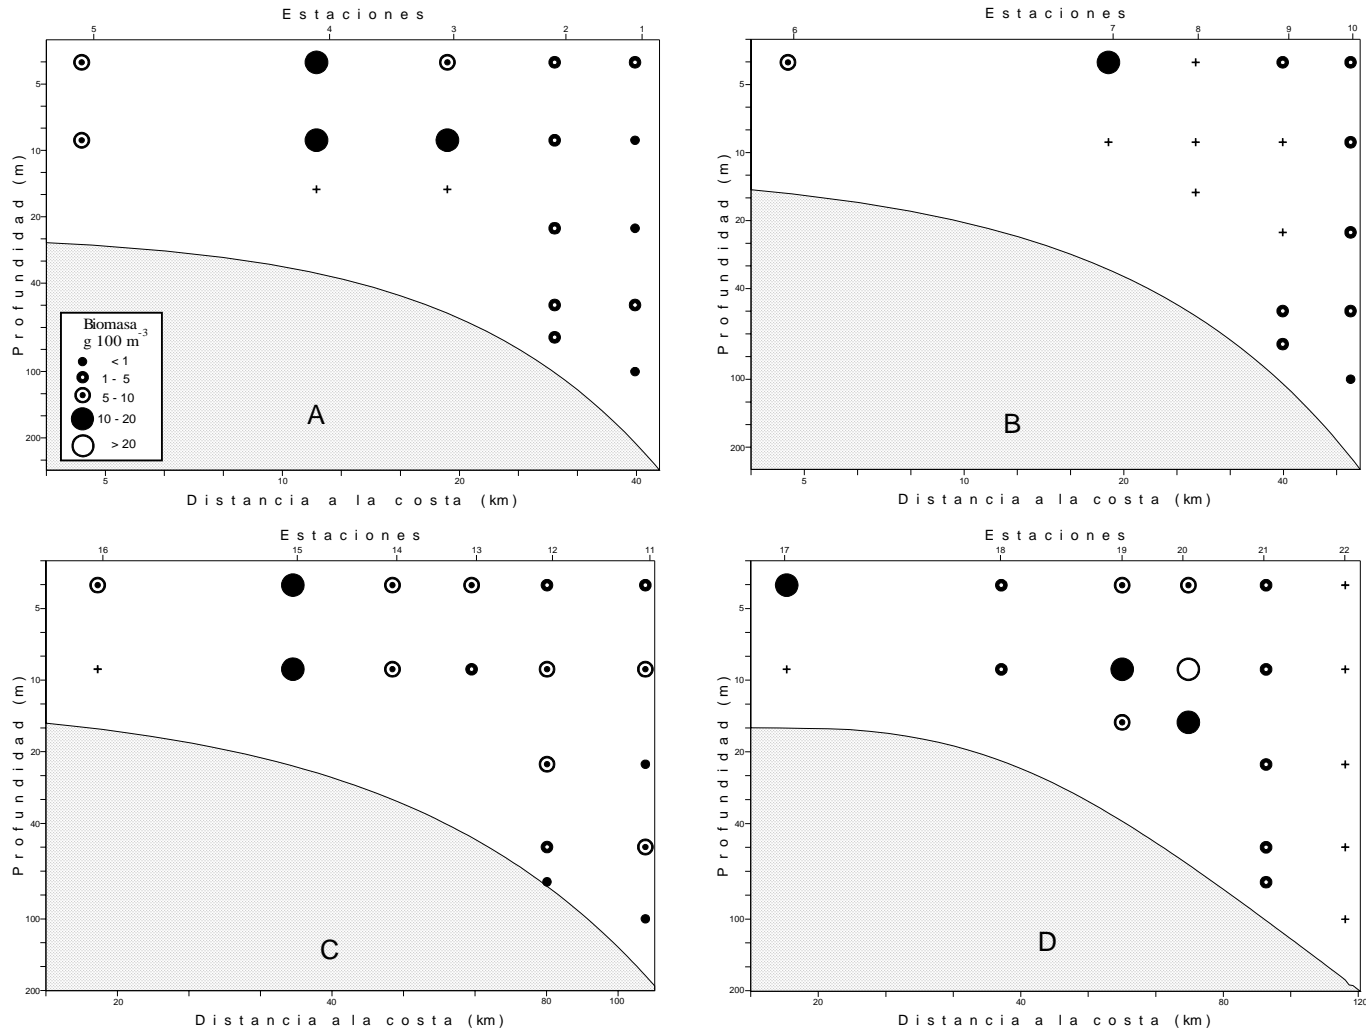 Estaciones
5 4 3 2 1
Profundidad (m)
5
10
20
40
100
200
Biomasa
g 100 m-3
< 1
1 - 5
5 - 10
10 - 20
> 20
A
5 10 20 40
Distancia a la costa (km)
Estaciones
6 7 8 9 10
Profundidad (m)
5
10
20
40
100
200
B
5 10 20 40
Distancia a la costa (km)
Estaciones
16 15 14 13 12 11
Profundidad (m)
5
10
20
40
100
200
C
20 40 80 100
Distancia a la costa (km)
Estaciones
17 18 19 20 21 22
Profundidad (m)
5
10
20
40
100
200
D
20 40 80 120
Distancia a la costa (km)